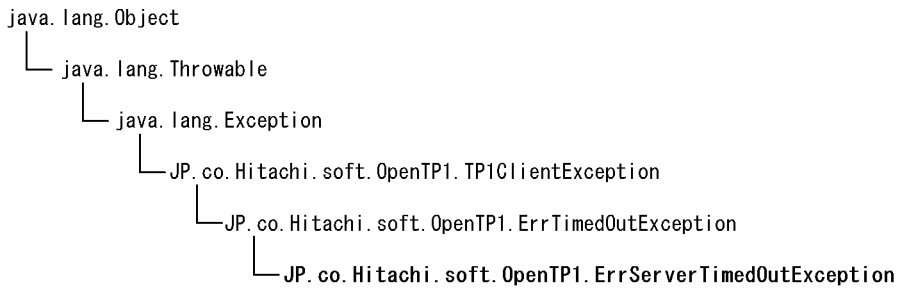 java.lang.Object
java.lang.Throwable
java.lang.Exception
JP.co.Hitachi.soft.OpenTP1.TP1ClientException
JP.co.Hitachi.soft.OpenTP1.ErrTimedOutException
JP.co.Hitachi.soft.OpenTP1.ErrServerTimedOutException